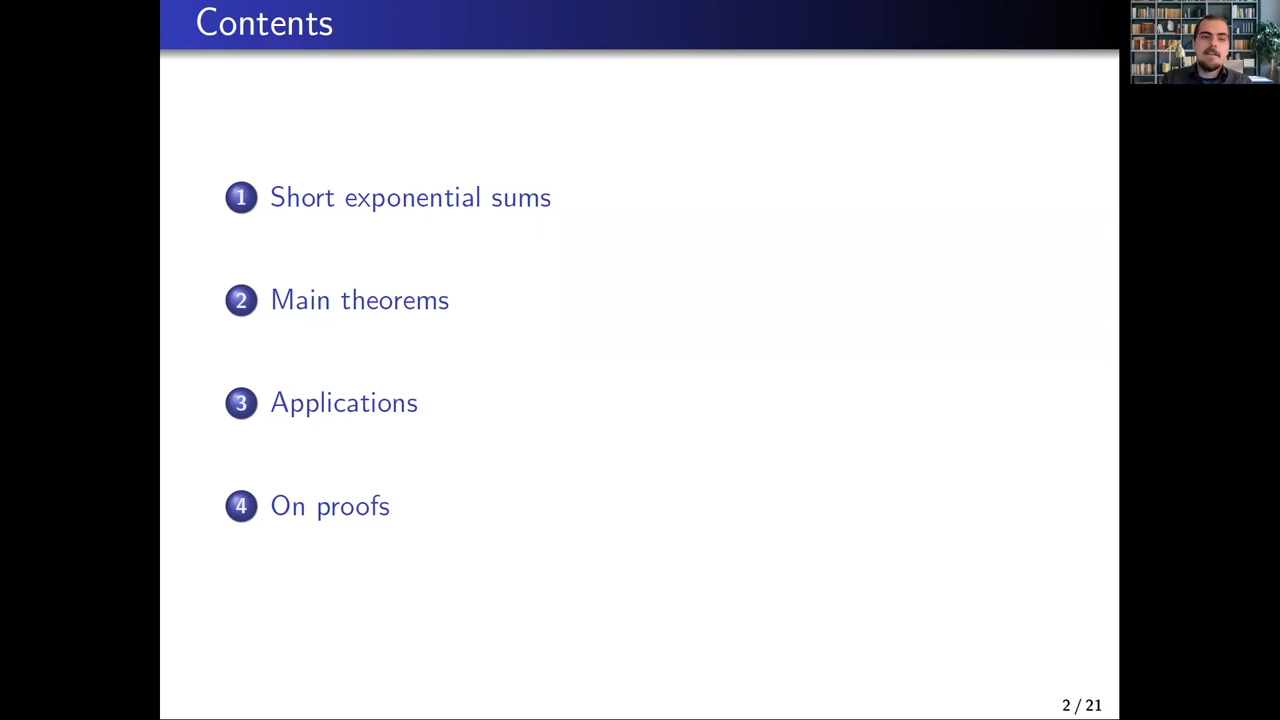 Contents
1 Short exponential sums
2 Main theorems
3 Applications
4 On proofs
2 / 21